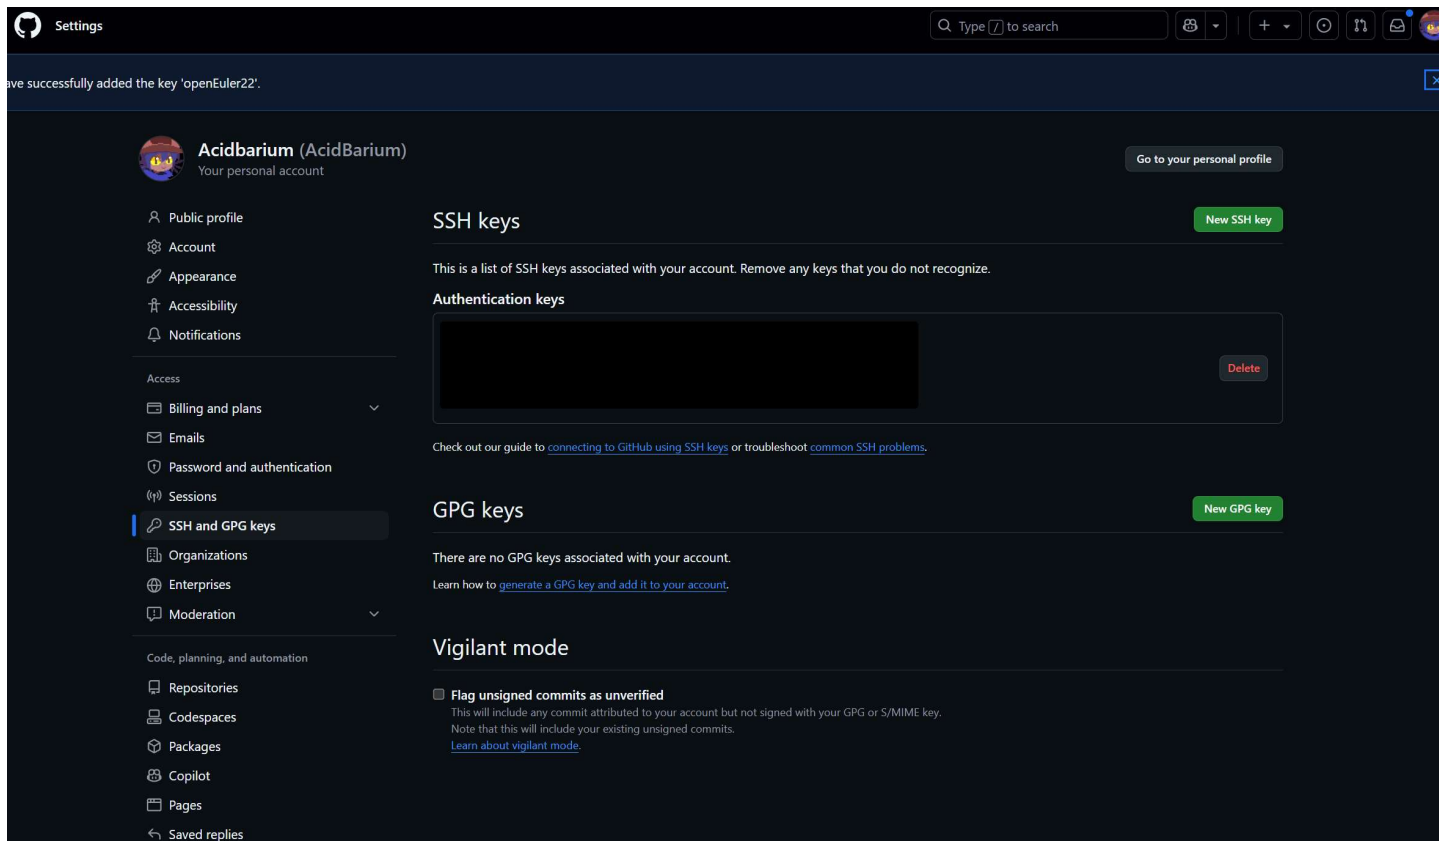 Settings
Type / to search
ave successfully added the key 'openEuler22'.
Acidbarium (AcidBarium)
Your personal account
Go to your personal profile
Public profile
Account
Appearance
Accessibility
Notifications
Access
Billing and plans
Emails
Password and authentication
Sessions
SSH and GPG keys
Organizations
Enterprises
Moderation
Code, planning, and automation
Repositories
Codespaces
Packages
Copilot
Pages
Saved replies
SSH keys
New SSH key
This is a list of SSH keys associated with your account. Remove any keys that you do not recognize.
Authentication keys
Delete
Check out our guide to connecting to GitHub using SSH keys or troubleshoot common SSH problems.
GPG keys
New GPG key
There are no GPG keys associated with your account.
Learn how to generate a GPG key and add it to your account.
Vigilant mode
Flag unsigned commits as unverified
This will include any commit attributed to your account but not signed with your GPG or S/MIME key.
Note that this will include your existing unsigned commits.
Learn about vigilant mode.